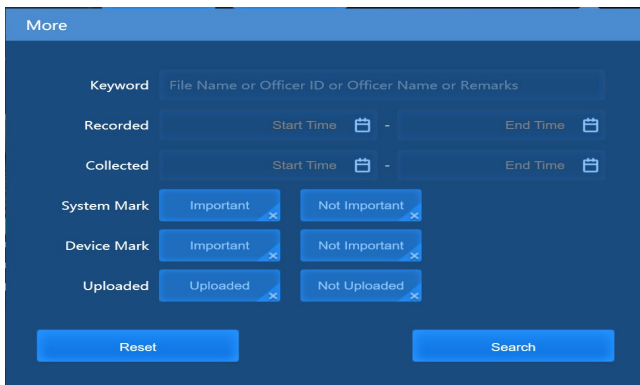 More
Keyword File Name or Officer ID or Officer Name or Remarks
Recorded Start Time - End Time
Collected Start Time - End Time
System Mark Important Not Important
Device Mark Important Not Important
Uploaded Uploaded Not Uploaded
Reset Search